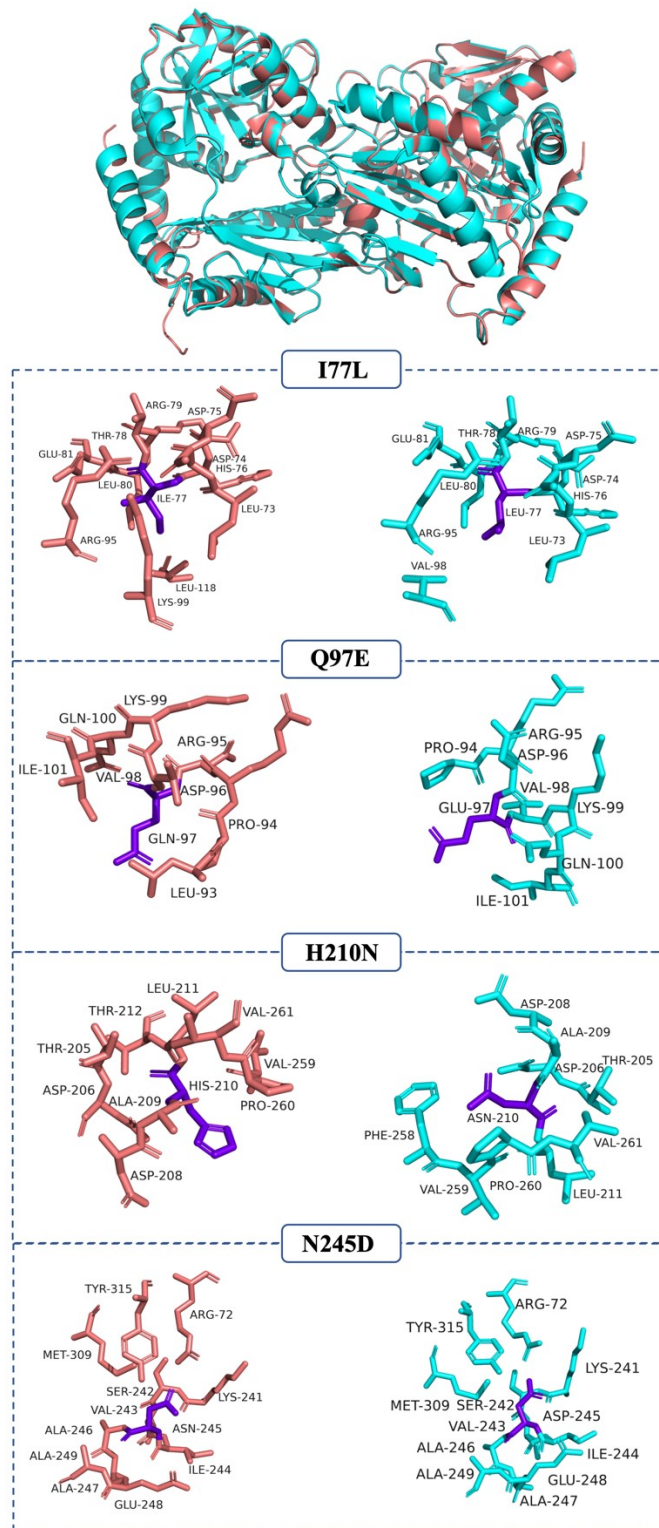 I77L
ARG-79
ASP-75
THR-78
GLU-81
ASP-74
LEU-80
HIS-76
ILE-77
LEU-73
ARG-95
LEU-118
LYS-99
THR-78
ARG-79
GLU-81
ASP-75
ASP-74
LEU-80
HIS-76
LEU-77
LEU-73
ARG-95
VAL-98
Q97E
LYS-99
GLN-100
ARG-95
ILE-101
VAL-98
ASP-96
PRO-94
GLN-97
LEU-93
ARG-95
PRO-94
ASP-96
VAL-98
GLU-97
LYS-99
GLN-100
ILE-101
H210N
LEU-211
THR-212
VAL-261
THR-205
VAL-259
ASP-206
HIS-210
ALA-209
PRO-260
ASP-208
ASP-208
ALA-209
ASP-206
THR-205
ASN-210
PHE-258
VAL-261
PRO-260
VAL-259
LEU-211
N245D
TYR-315
ARG-72
MET-309
SER-242
LYS-241
VAL-243
ALA-246
ASN-245
ALA-249
ILE-244
ALA-247
GLU-248
ARG-72
TYR-315
LYS-241
MET-309
SER-242
ASP-245
VAL-243
ALA-246
ILE-244
ALA-249
GLU-248
ALA-247